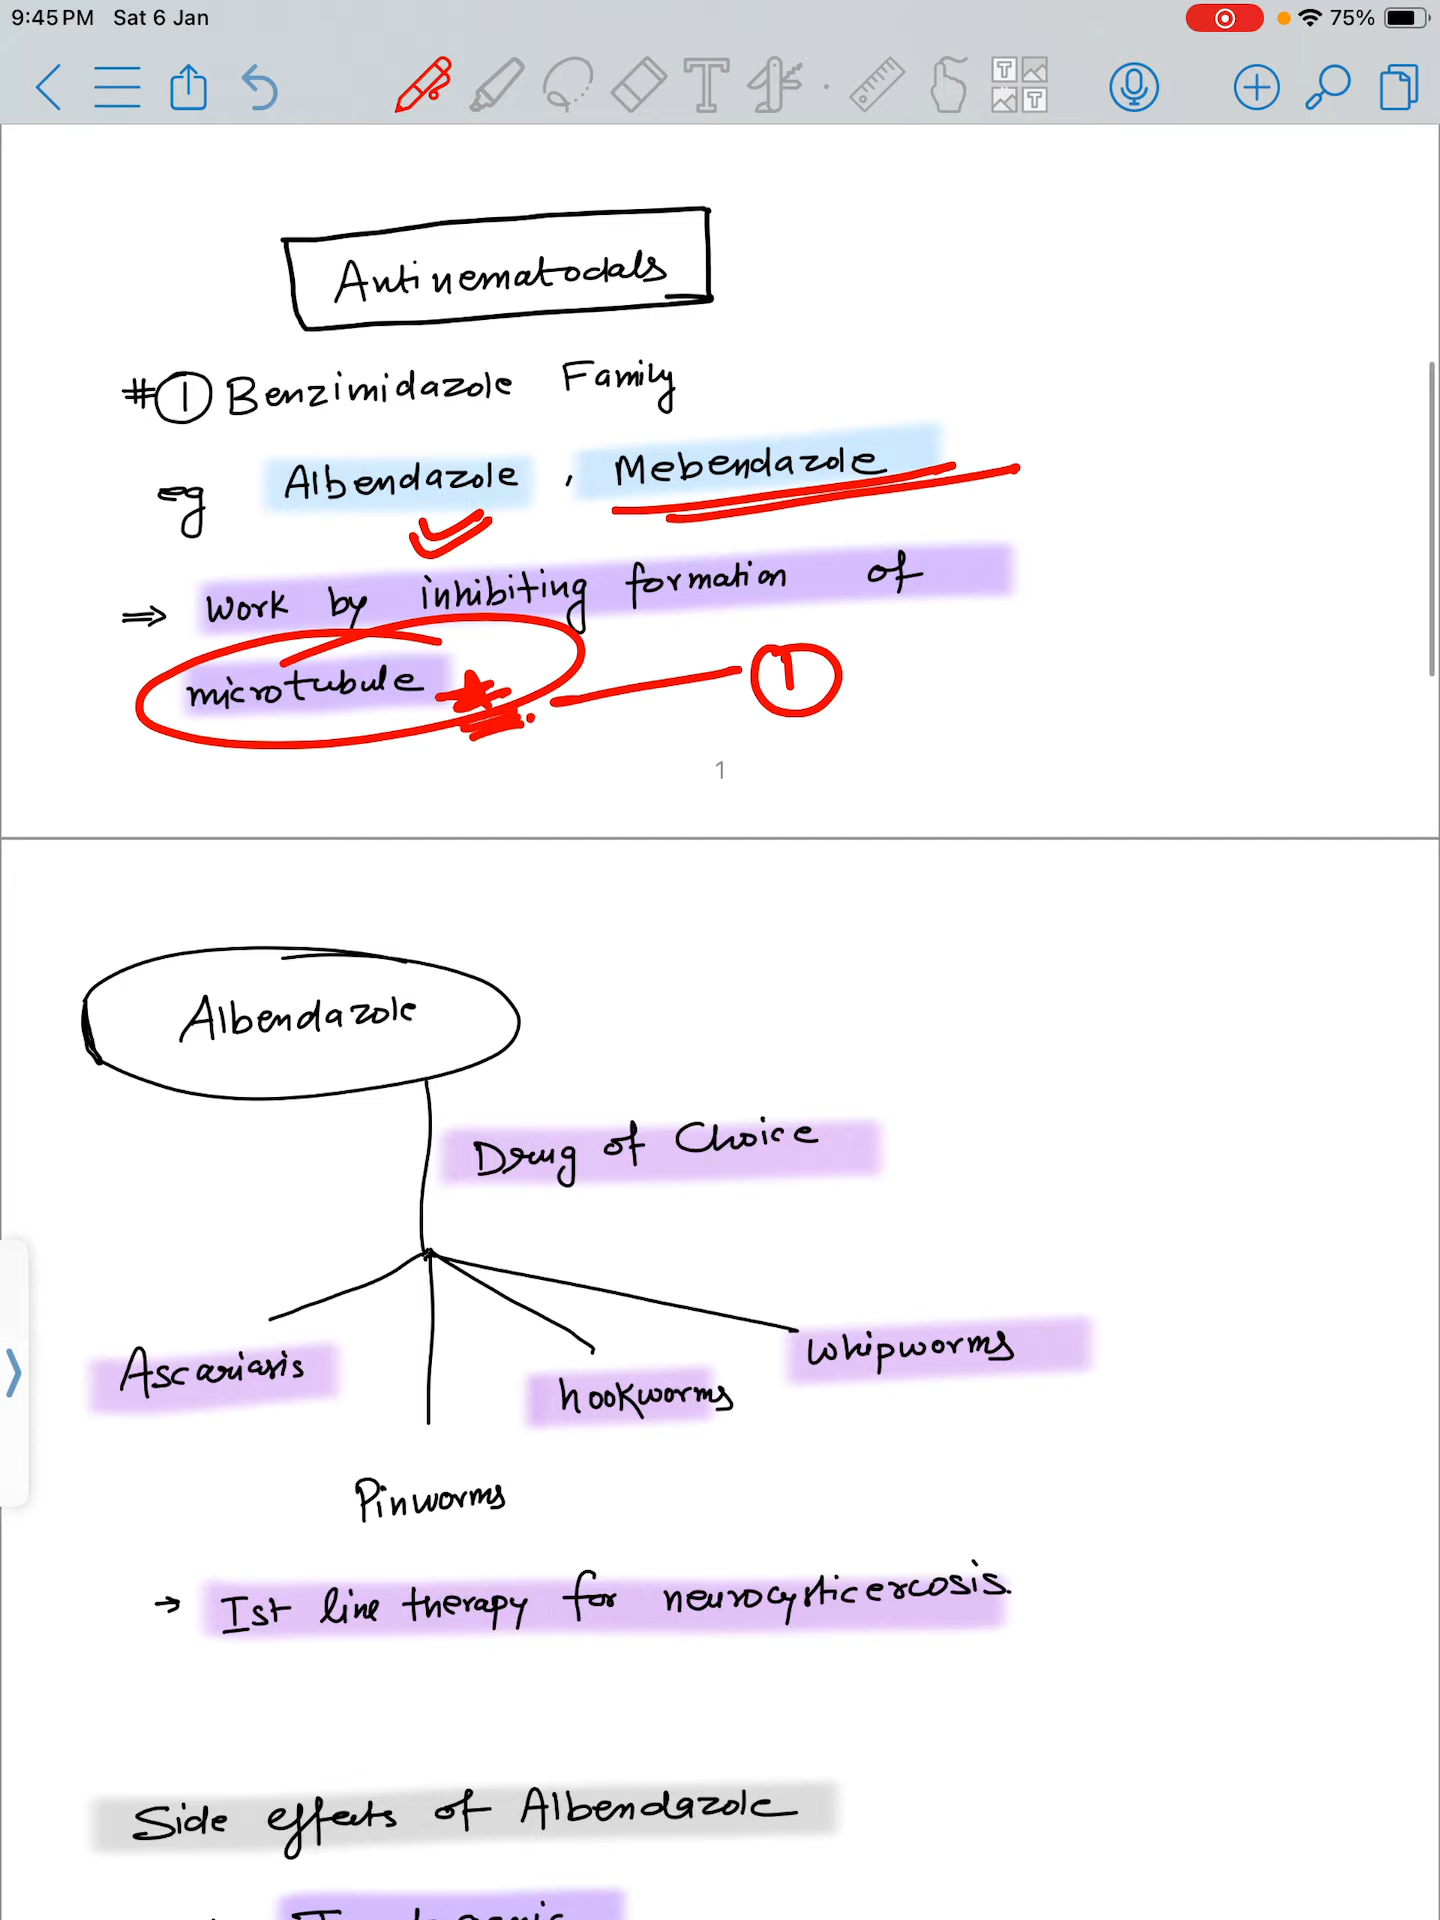 9:45 PM Sat 6 Jan
75%
Antinematodals
# 1 Benzimidazole Family
eg Albendazole , Mebendazole
⇒ Work by inhibiting formation of
microtubule
1
1
Albendazole
Drug of Choice
Ascariasis
Pinworms
hookworms
Whipworms
→ Ist line therapy for neurocysticercosis.
Side effects of Albendazole